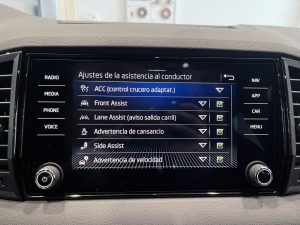 RADIO
MEDIA
PHONE
VOICE
Ajustes de la asistencia al conductor
ACC (control crucero adaptat.)
Front Assist
Lane Assist (aviso salida carril)
Advertencia de cansancio
Side Assist
Advertencia de velocidad
NAV
APP
CAR
MENU